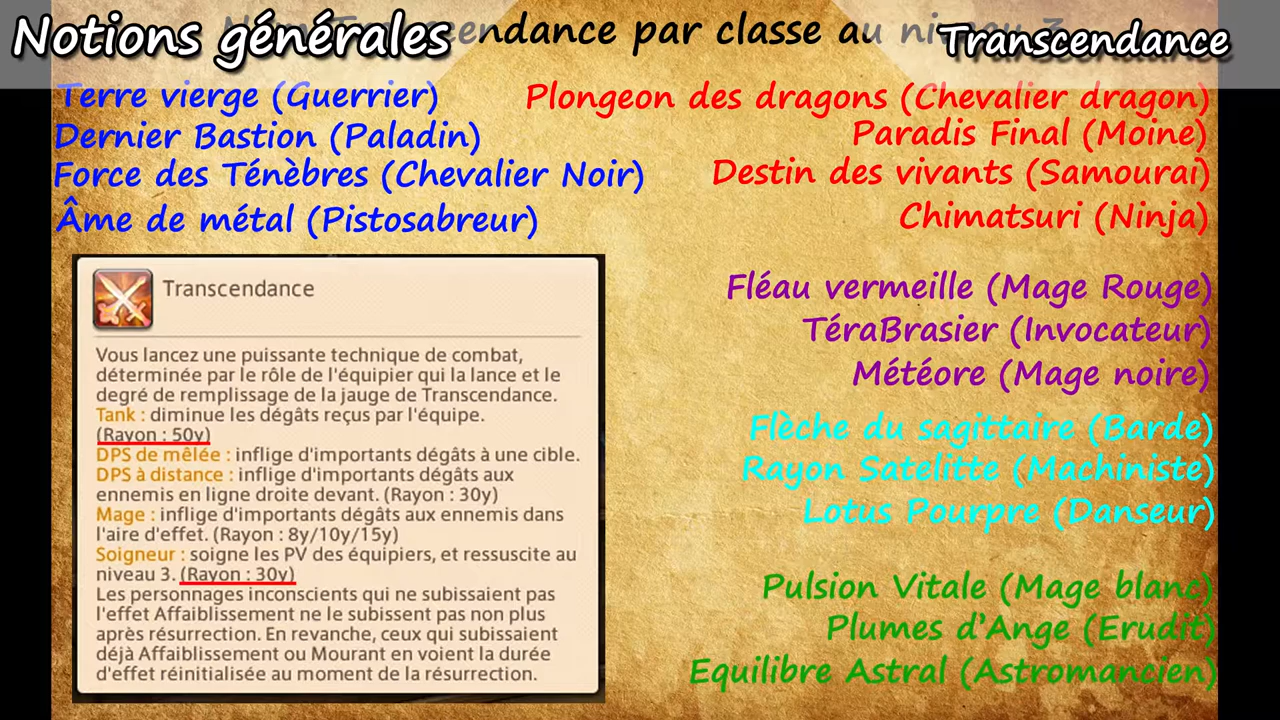 Notions générales
Transcendance par classe au niveau 3
Transcendance
Terre vierge (Guerrier)
Dernier Bastion (Paladin)
Force des Ténèbres (Chevalier Noir)
Âme de métal (Pistosabreur)
Plongeon des dragons (Chevalier dragon)
Paradis Final (Moine)
Destin des vivants (Samourai)
Chimatsuri (Ninja)
Transcendance
Vous lancez une puissante technique de combat,
déterminée par le rôle de l'équipier qui la lance et le
degré de remplissage de la jauge de Transcendance.
Tank : diminue les dégâts reçus par l'équipe.
(Rayon : 50y)
DPS de mêlée : inflige d'importants dégâts à une cible.
DPS à distance : inflige d'importants dégâts aux
ennemis en ligne droite devant. (Rayon : 30y)
Mage : inflige d'importants dégâts aux ennemis dans
l'aire d'effet. (Rayon : 8y/10y/15y)
Soigneur : soigne les PV des équipiers, et ressuscite au
niveau 3. (Rayon : 30y)
Les personnages inconscients qui ne subissaient pas
l'effet Affaiblissement ne le subissent pas non plus
après résurrection. En revanche, ceux qui subissaient
déjà Affaiblissement ou Mourant en voient la durée
d'effet réinitialisée au moment de la résurrection.
Fléau vermeille (Mage Rouge)
TéraBrasier (Invocateur)
Météore (Mage noire)
Flèche du sagittaire (Barde)
Rayon Satelitte (Machiniste)
Lotus Pourpre (Danseur)
Pulsion Vitale (Mage blanc)
Plumes d'Ange (Erudit)
Equilibre Astral (Astromancien)